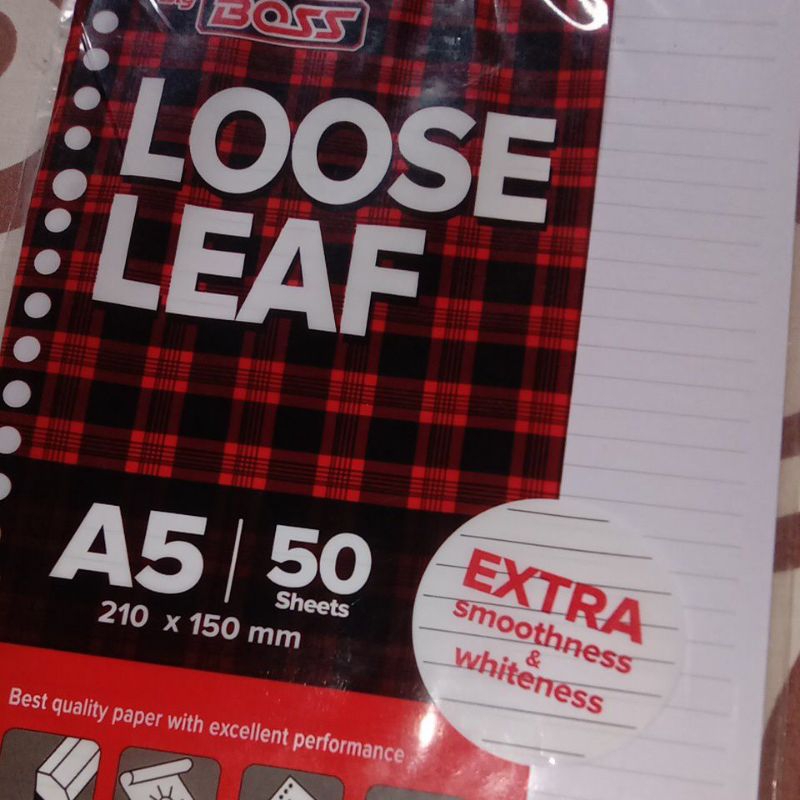 BOSS
LOOSE
LEAF
A5 | 50
Sheets
210 x 150 mm
EXTRA
smoothness
&
whiteness
Best quality paper with excellent performance